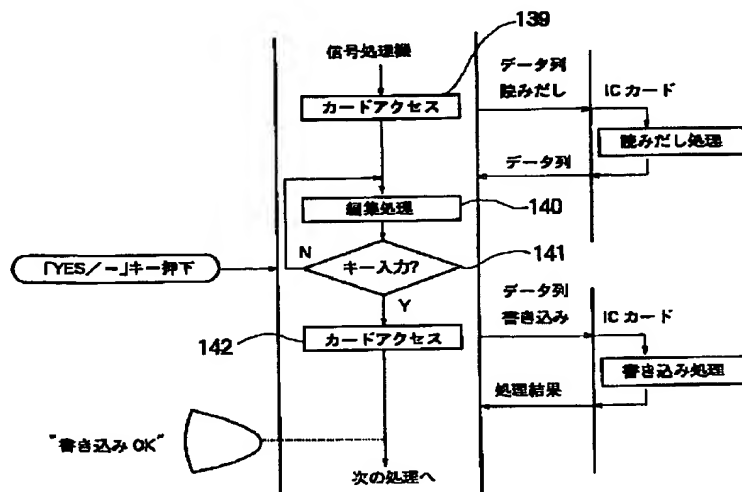 139
信号処理機
カードアクセス
データ列
読みだし
ICカード
読みだし処理
データ列
編集処理
140
「YES/-」キー押下
N
キー入力?
141
Y
データ列
書き込み
ICカード
142
カードアクセス
書き込み処理
処理結果
"書き込みOK"
次の処理へ